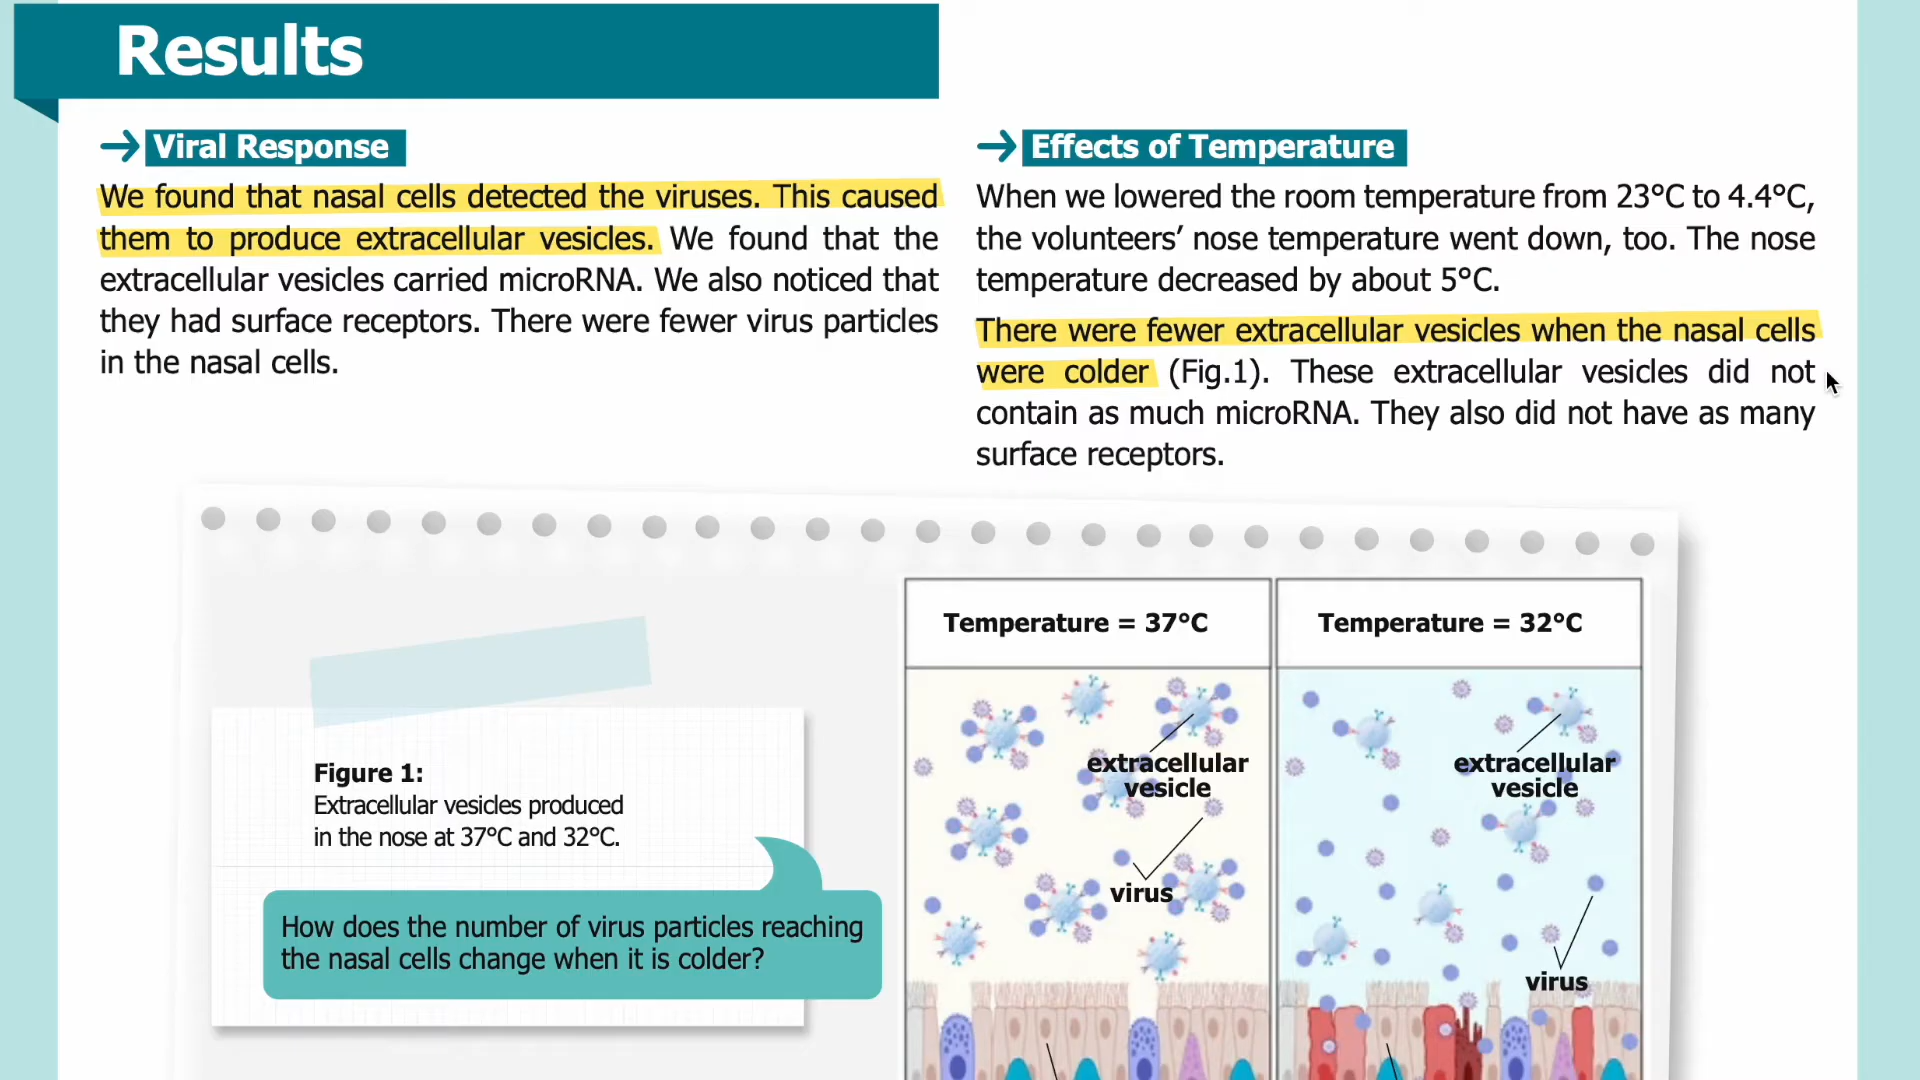 Results
Viral Response
We found that nasal cells detected the viruses. This caused
them to produce extracellular vesicles. We found that the
extracellular vesicles carried microRNA. We also noticed that
they had surface receptors. There were fewer virus particles
in the nasal cells.
Effects of Temperature
When we lowered the room temperature from 23°C to 4.4°C,
the volunteers' nose temperature went down, too. The nose
temperature decreased by about 5°C.
There were fewer extracellular vesicles when the nasal cells
were colder (Fig.1). These extracellular vesicles did not
contain as much microRNA. They also did not have as many
surface receptors.
Figure 1:
Extracellular vesicles produced
in the nose at 37°C and 32°C.
How does the number of virus particles reaching
the nasal cells change when it is colder?
Temperature = 37°C
extracellular
vesicle
virus
Temperature = 32°C
extracellular
vesicle
virus